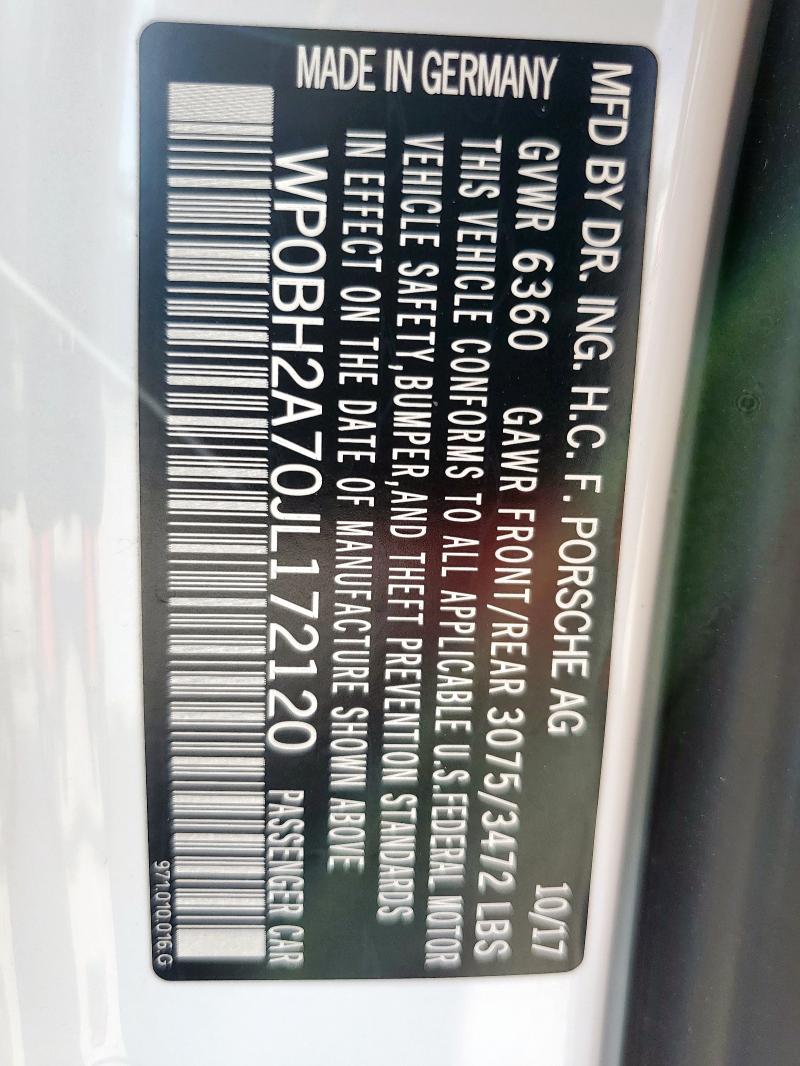 MFD BY DR. ING. H.C. F. PORSCHE AG 10/17
MADE IN GERMANY
GVWR 6360 GAWR FRONT/REAR 3075/3472 LBS
THIS VEHICLE CONFORMS TO ALL APPLICABLE U.S.FEDERAL MOTOR
VEHICLE SAFETY,BUMPER,AND THEFT PREVENTION STANDARDS
IN EFFECT ON THE DATE OF MANUFACTURE SHOWN ABOVE
WP0BH2A70JL172120 PASSENGER CAR
971.010.016.G